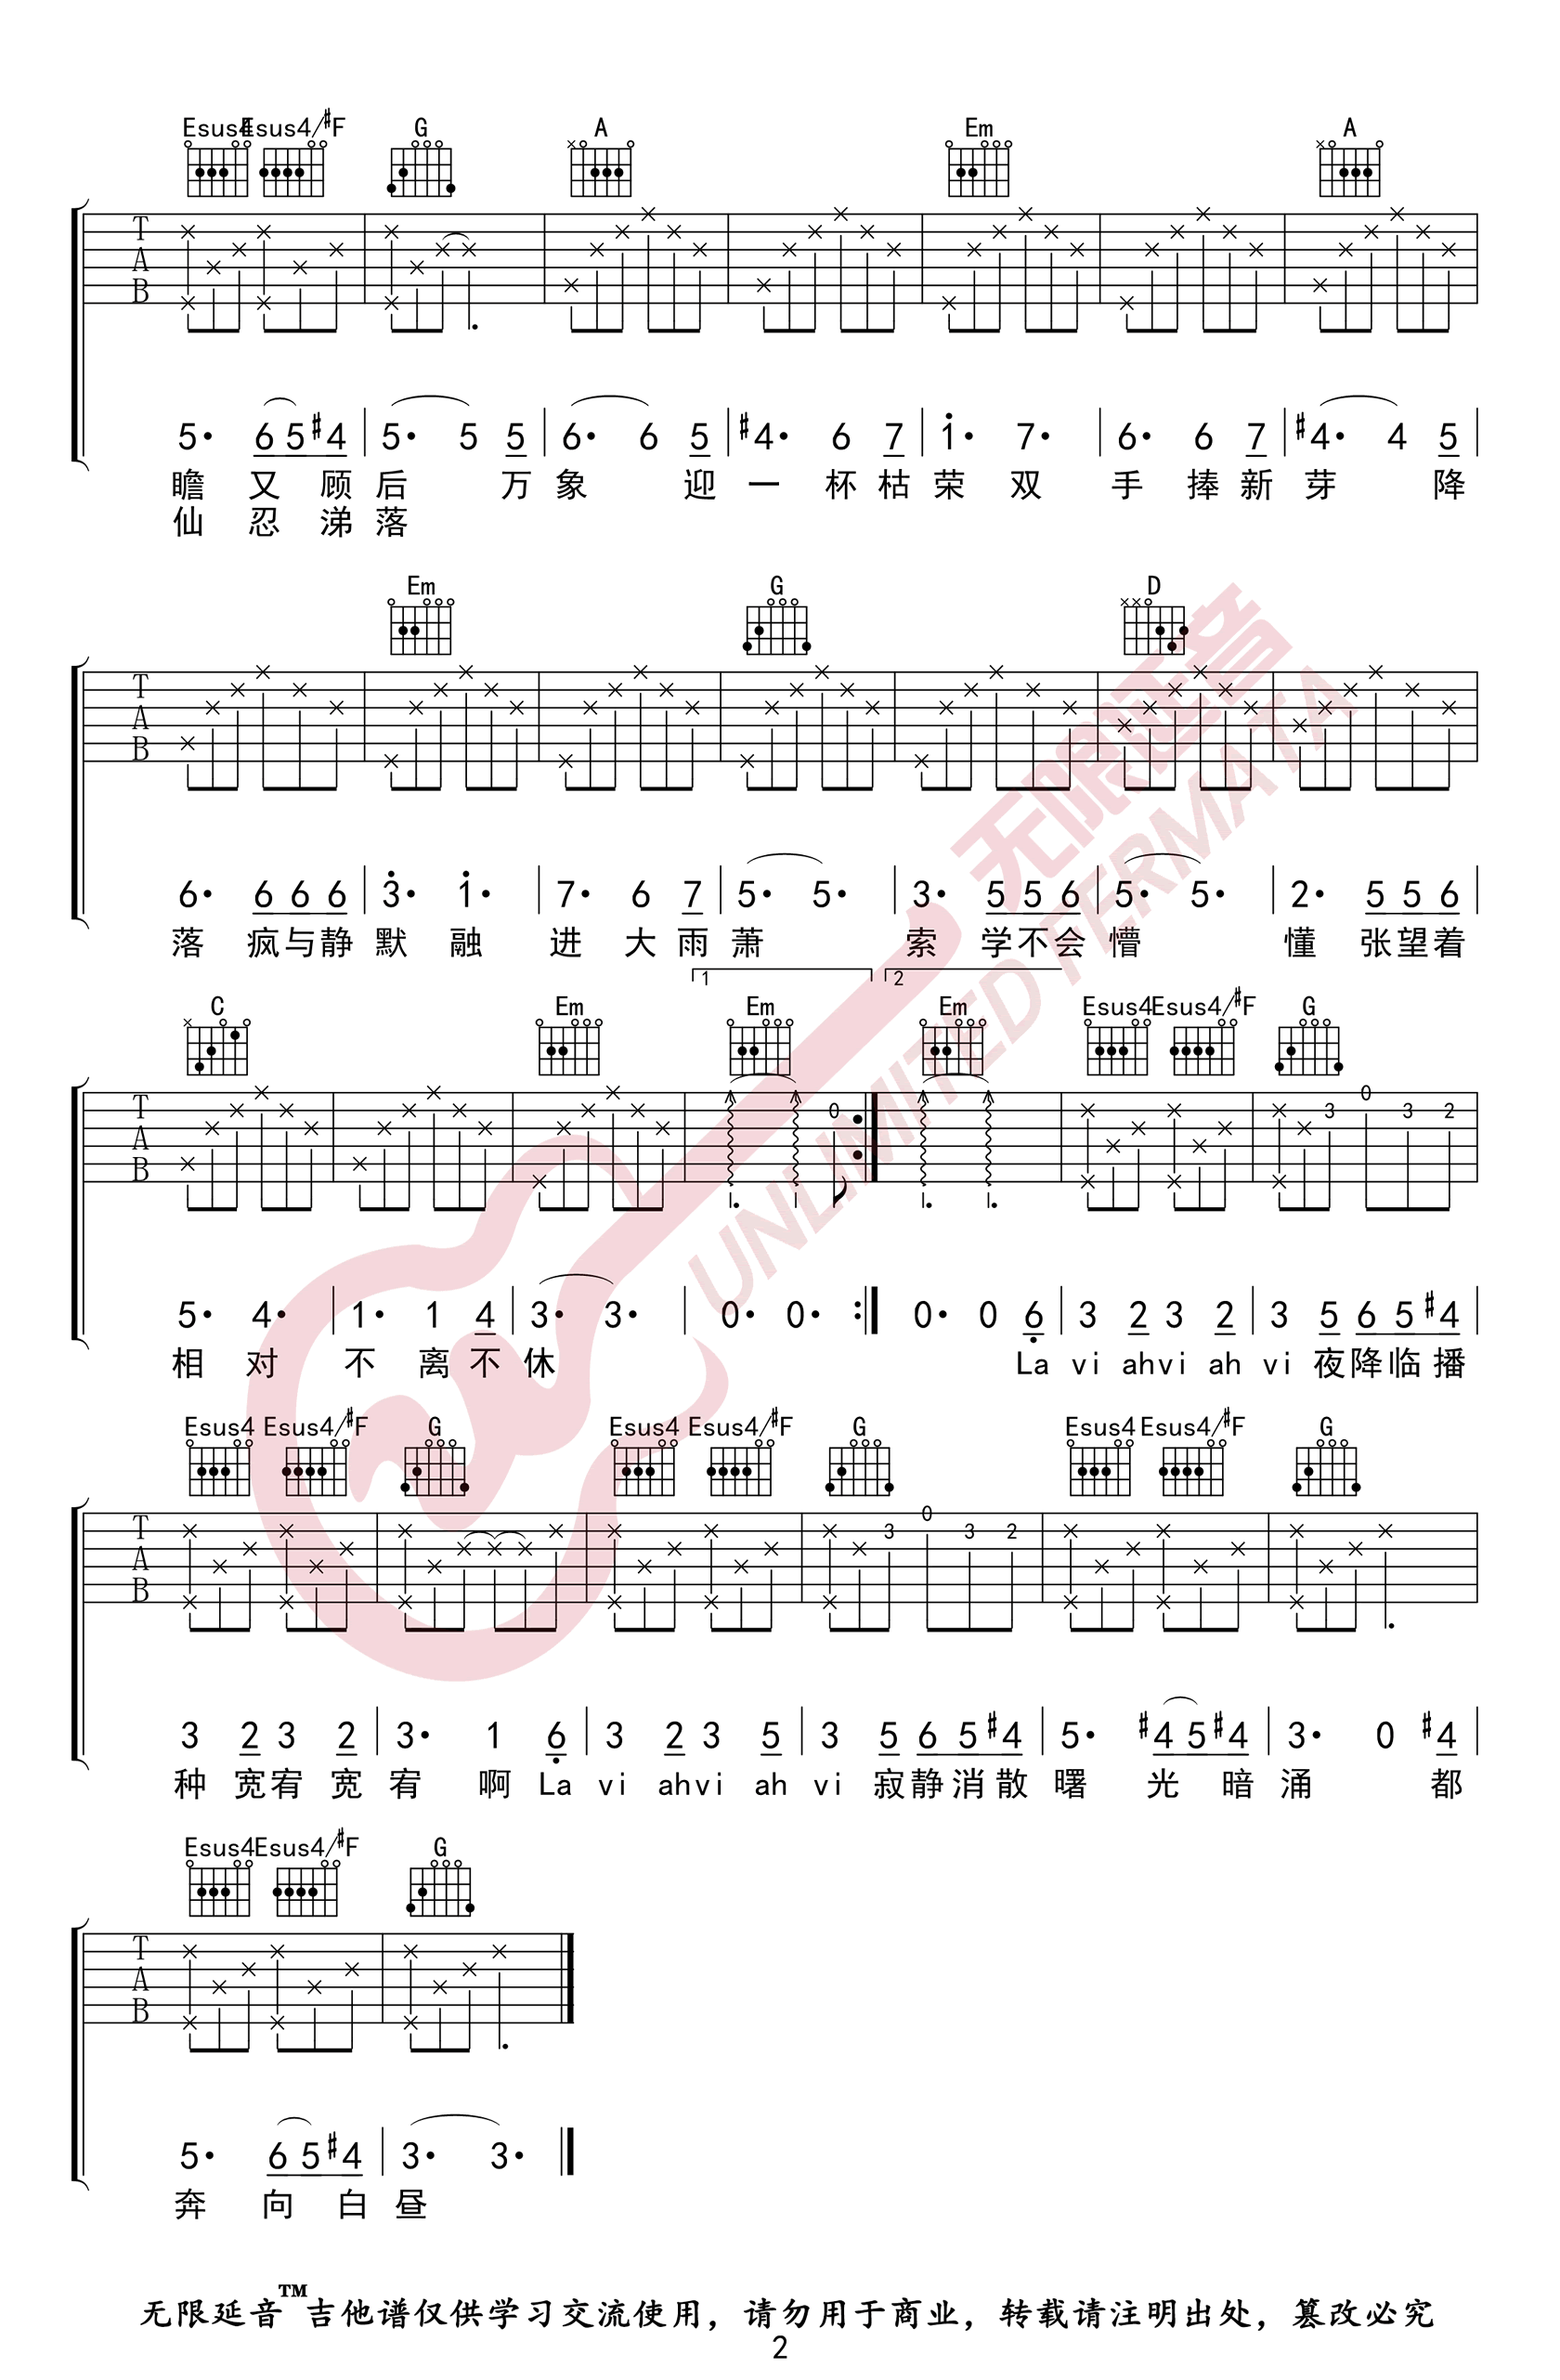 Esus4 Esus4/#F G A Em A
T
A
B
5· 6 5 #4 5· 5 5 6· 6 5 #4· 6 7 1· 7· 6· 6 7 #4· 4 5
瞻 又 顾 后 万 象 迎 一 杯 枯 荣 双 手 捧 新 芽 降
仙 忍 涕 落
Em G D
T
A
B
6· 6 6 6 3· 1· 7· 6 7 5· 5· 3· 5 5 6 5· 5· 2· 5 5 6
落 疯 与 静 默 融 进 大 雨 萧 索 学 不 会 懵 懂 张 望 着
1 2
C Em Em Em Esus4 Esus4/#F G
0 3 0 3 2
T
A
B
5· 4· 1· 1 4 3· 3· 0· 0· 0· 0 6 3 2 3 2 3 5 6 5 #4
相 对 不 离 不 休 La vi ah vi ah vi 夜 降 临 播
Esus4 Esus4/#F G Esus4 Esus4/#F G Esus4 Esus4/#F G
3 0 3 2
T
A
B
3 2 3 2 3· 1 6 3 2 3 5 3 5 6 5 #4 5· #4 5 #4 3· 0 #4
种 宽 宥 宽 宥 啊 La vi ah vi ah vi 寂 静 消 散 曙 光 暗 涌 都
Esus4 Esus4/#F G
T
A
B
5· 6 5 #4 3· 3·
奔 向 白 昼
无限延音
UNLIMITED FERMATA
无限延音™吉他谱仅供学习交流使用，请勿用于商业，转载请注明出处，篡改必究
2